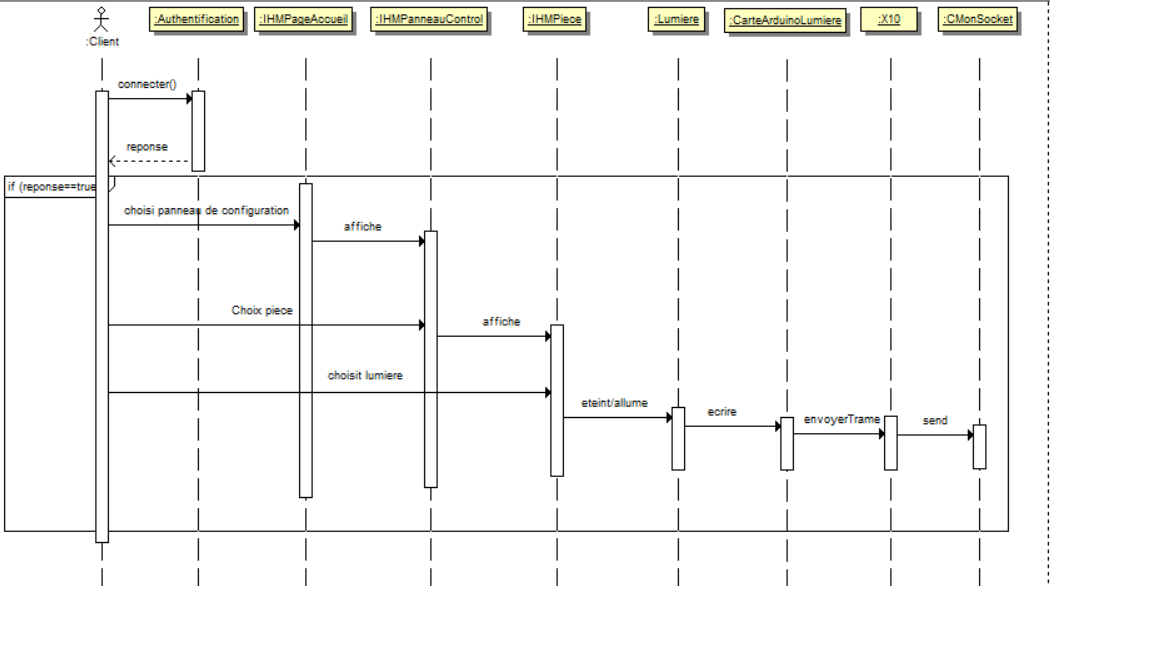 :Client
:Authentification
:IHMPageAccueil
:IHMPanneauControl
:IHMPiece
:Lumiere
:CarteArduinoLumiere
:X10
:CMonSocket
connecter()
reponse
if (reponse==true
choisi panneau de configuration
affiche
Choix piece
affiche
choisit lumiere
eteint/allume
ecrire
envoyerTrame
send